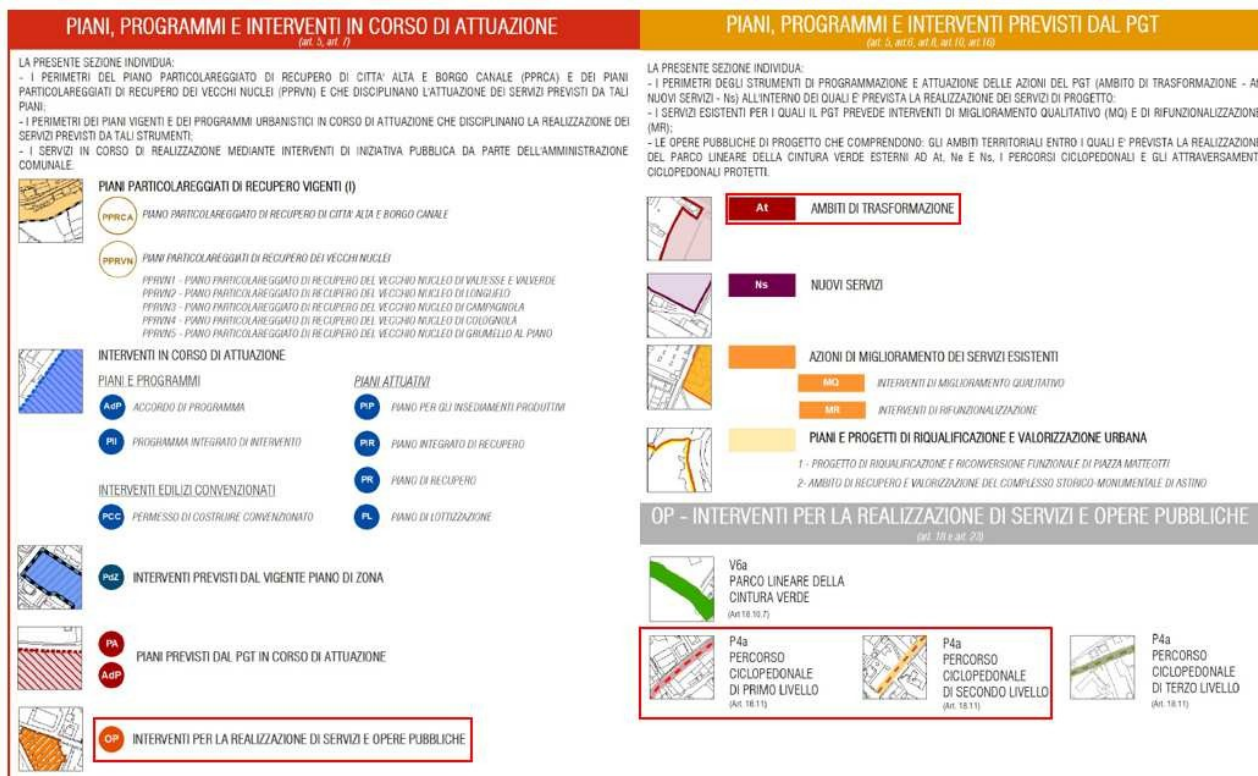 PIANI, PROGRAMMI E INTERVENTI IN CORSO DI ATTUAZIONE
(art. 5, art. 7)
LA PRESENTE SEZIONE INDIVIDUA:
- I PERIMETRI DEL PIANO PARTICOLAREGGIATO DI RECUPERO DI CITTA' ALTA E BORGO CANALE (PPRCA) E DEI PIANI
PARTICOLAREGGIATI DI RECUPERO DEI VECCHI NUCLEI (PPRVN) E CHE DISCIPLINANO L'ATTUAZIONE DEI SERVIZI PREVISTI DA TALI
PIANI;
- I PERIMETRI DEI PIANI VIGENTI E DEI PROGRAMMI URBANISTICI IN CORSO DI ATTUAZIONE CHE DISCIPLINANO LA REALIZZAZIONE DEI
SERVIZI PREVISTI DA TALI STRUMENTI;
- I SERVIZI IN CORSO DI REALIZZAZIONE MEDIANTE INTERVENTI DI INIZIATIVA PUBBLICA DA PARTE DELL'AMMINISTRAZIONE
COMUNALE.
PIANI PARTICOLAREGGIATI DI RECUPERO VIGENTI (I)
PPRCA PIANO PARTICOLAREGGIATO DI RECUPERO DI CITTA' ALTA E BORGO CANALE
PPRVN PIANI PARTICOLAREGGIATI DI RECUPERO DEI VECCHI NUCLEI
PPRVN1 - PIANO PARTICOLAREGGIATO DI RECUPERO DEL VECCHIO NUCLEO DI VALTESSE E VALVERDE
PPRVN2 - PIANO PARTICOLAREGGIATO DI RECUPERO DEL VECCHIO NUCLEO DI LONGUELO
PPRVN3 - PIANO PARTICOLAREGGIATO DI RECUPERO DEL VECCHIO NUCLEO DI CAMPAGNOLA
PPRVN4 - PIANO PARTICOLAREGGIATO DI RECUPERO DEL VECCHIO NUCLEO DI COLOGNOLA
PPRVN5 - PIANO PARTICOLAREGGIATO DI RECUPERO DEL VECCHIO NUCLEO DI GRUMELLO AL PIANO
INTERVENTI IN CORSO DI ATTUAZIONE
PIANI E PROGRAMMI
AdP ACCORDO DI PROGRAMMA
PII PROGRAMMA INTEGRATO DI INTERVENTO
INTERVENTI EDILIZI CONVENZIONATI
PCC PERMESSO DI COSTRUIRE CONVENZIONATO
PIANI ATTUATIVI
PIP PIANO PER GLI INSEDIAMENTI PRODUTTIVI
PIR PIANO INTEGRATO DI RECUPERO
PR PIANO DI RECUPERO
PL PIANO DI LOTTIZZAZIONE
PdZ INTERVENTI PREVISTI DAL VIGENTE PIANO DI ZONA
PA
PIANI PREVISTI DAL PGT IN CORSO DI ATTUAZIONE
AdP
OP INTERVENTI PER LA REALIZZAZIONE DI SERVIZI E OPERE PUBBLICHE
PIANI, PROGRAMMI E INTERVENTI PREVISTI DAL PGT
(art. 5, art.6, art.8, art.10, art.16)
LA PRESENTE SEZIONE INDIVIDUA:
- I PERIMETRI DEGLI STRUMENTI DI PROGRAMMAZIONE E ATTUAZIONE DELLE AZIONI DEL PGT (AMBITO DI TRASFORMAZIONE - At
NUOVI SERVIZI - Ns) ALL'INTERNO DEI QUALI E' PREVISTA LA REALIZZAZIONE DEI SERVIZI DI PROGETTO:
- I SERVIZI ESISTENTI PER I QUALI IL PGT PREVEDE INTERVENTI DI MIGLIORAMENTO QUALITATIVO (MQ) E DI RIFUNZIONALIZZAZIONE
(MR);
- LE OPERE PUBBLICHE DI PROGETTO CHE COMPRENDONO: GLI AMBITI TERRITORIALI ENTRO I QUALI E' PREVISTA LA REALIZZAZIONE
DEL PARCO LINEARE DELLA CINTURA VERDE ESTERNI AD At, Ne E Ns, I PERCORSI CICLOPEDONALI E GLI ATTRAVERSAMENT
CICLOPEDONALI PROTETTI.
At AMBITI DI TRASFORMAZIONE
Ns NUOVI SERVIZI
AZIONI DI MIGLIORAMENTO DEI SERVIZI ESISTENTI
MQ INTERVENTI DI MIGLIORAMENTO QUALITATIVO
MR INTERVENTI DI RIFUNZIONALIZZAZIONE
PIANI E PROGETTI DI RIQUALIFICAZIONE E VALORIZZAZIONE URBANA
1 - PROGETTO DI RIQUALIFICAZIONE E RICONVERSIONE FUNZIONALE DI PIAZZA MATTEOTTI
2- AMBITO DI RECUPERO E VALORIZZAZIONE DEL COMPLESSO STORICO-MONUMENTALE DI ASTINO
OP - INTERVENTI PER LA REALIZZAZIONE DI SERVIZI E OPERE PUBBLICHE
(art. 18 e art. 23)
V6a
PARCO LINEARE DELLA
CINTURA VERDE
(Art 18.10.7)
P4a
PERCORSO
CICLOPEDONALE
DI PRIMO LIVELLO
(Art. 18.11)
P4a
PERCORSO
CICLOPEDONALE
DI SECONDO LIVELLO
(Art. 18.11)
P4a
PERCORSO
CICLOPEDONALE
DI TERZO LIVELLO
(Art. 18.11)